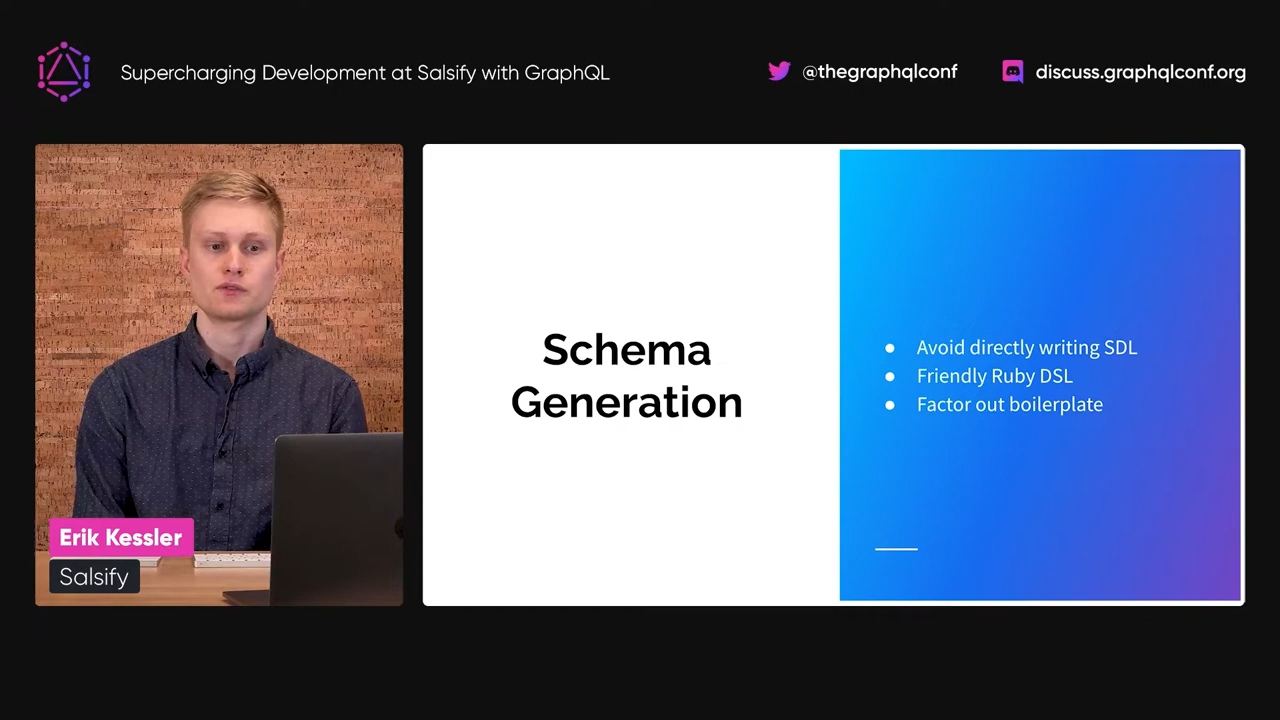 Supercharging Development at Salsify with GraphQL
@thegraphqlconf
discuss.graphqlconf.org
Erik Kessler
Salsify
Schema
Generation
● Avoid directly writing SDL
● Friendly Ruby DSL
● Factor out boilerplate